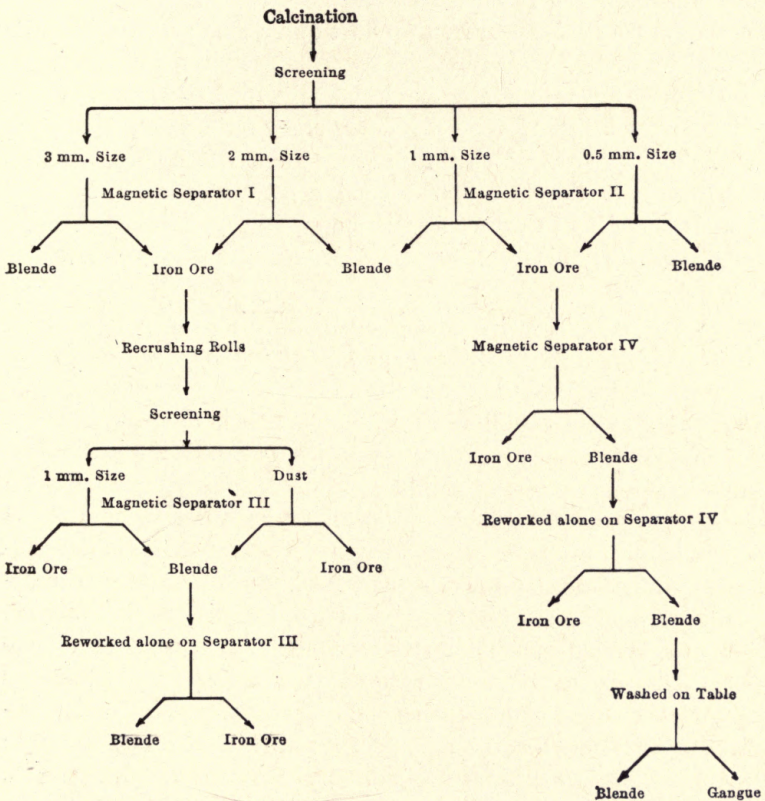 Calcination
Screening
3 mm. Size 2 mm. Size 1 mm. Size 0.5 mm. Size
Magnetic Separator I Magnetic Separator II
Blende Iron Ore Blende Iron Ore Blende
Recrushing Rolls Magnetic Separator IV
Screening
Iron Ore Blende
1 mm. Size Dust
Magnetic Separator III
Reworked alone on Separator IV
Iron Ore Blende Iron Ore
Iron Ore Blende
Reworked alone on Separator III
Washed on Table
Blende Iron Ore
Blende Gangue